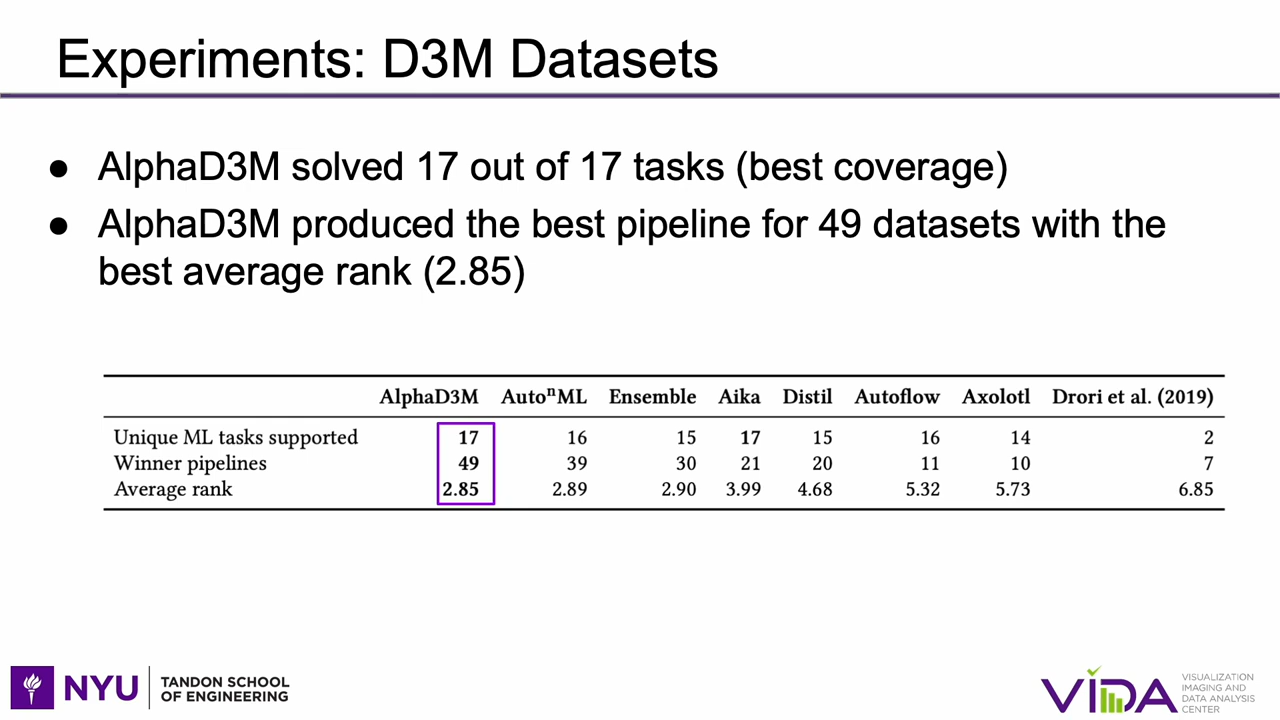 Experiments: D3M Datasets
● AlphaD3M solved 17 out of 17 tasks (best coverage)
● AlphaD3M produced the best pipeline for 49 datasets with the
best average rank (2.85)
AlphaD3M AutoⁿML Ensemble Aika Distil Autoflow Axolotl Drori et al. (2019)
Unique ML tasks supported 17 16 15 17 15 16 14 2
Winner pipelines 49 39 30 21 20 11 10 7
Average rank 2.85 2.89 2.90 3.99 4.68 5.32 5.73 6.85
NYU
TANDON SCHOOL
OF ENGINEERING
VIDA
VISUALIZATION
IMAGING AND
DATA ANALYSIS
CENTER